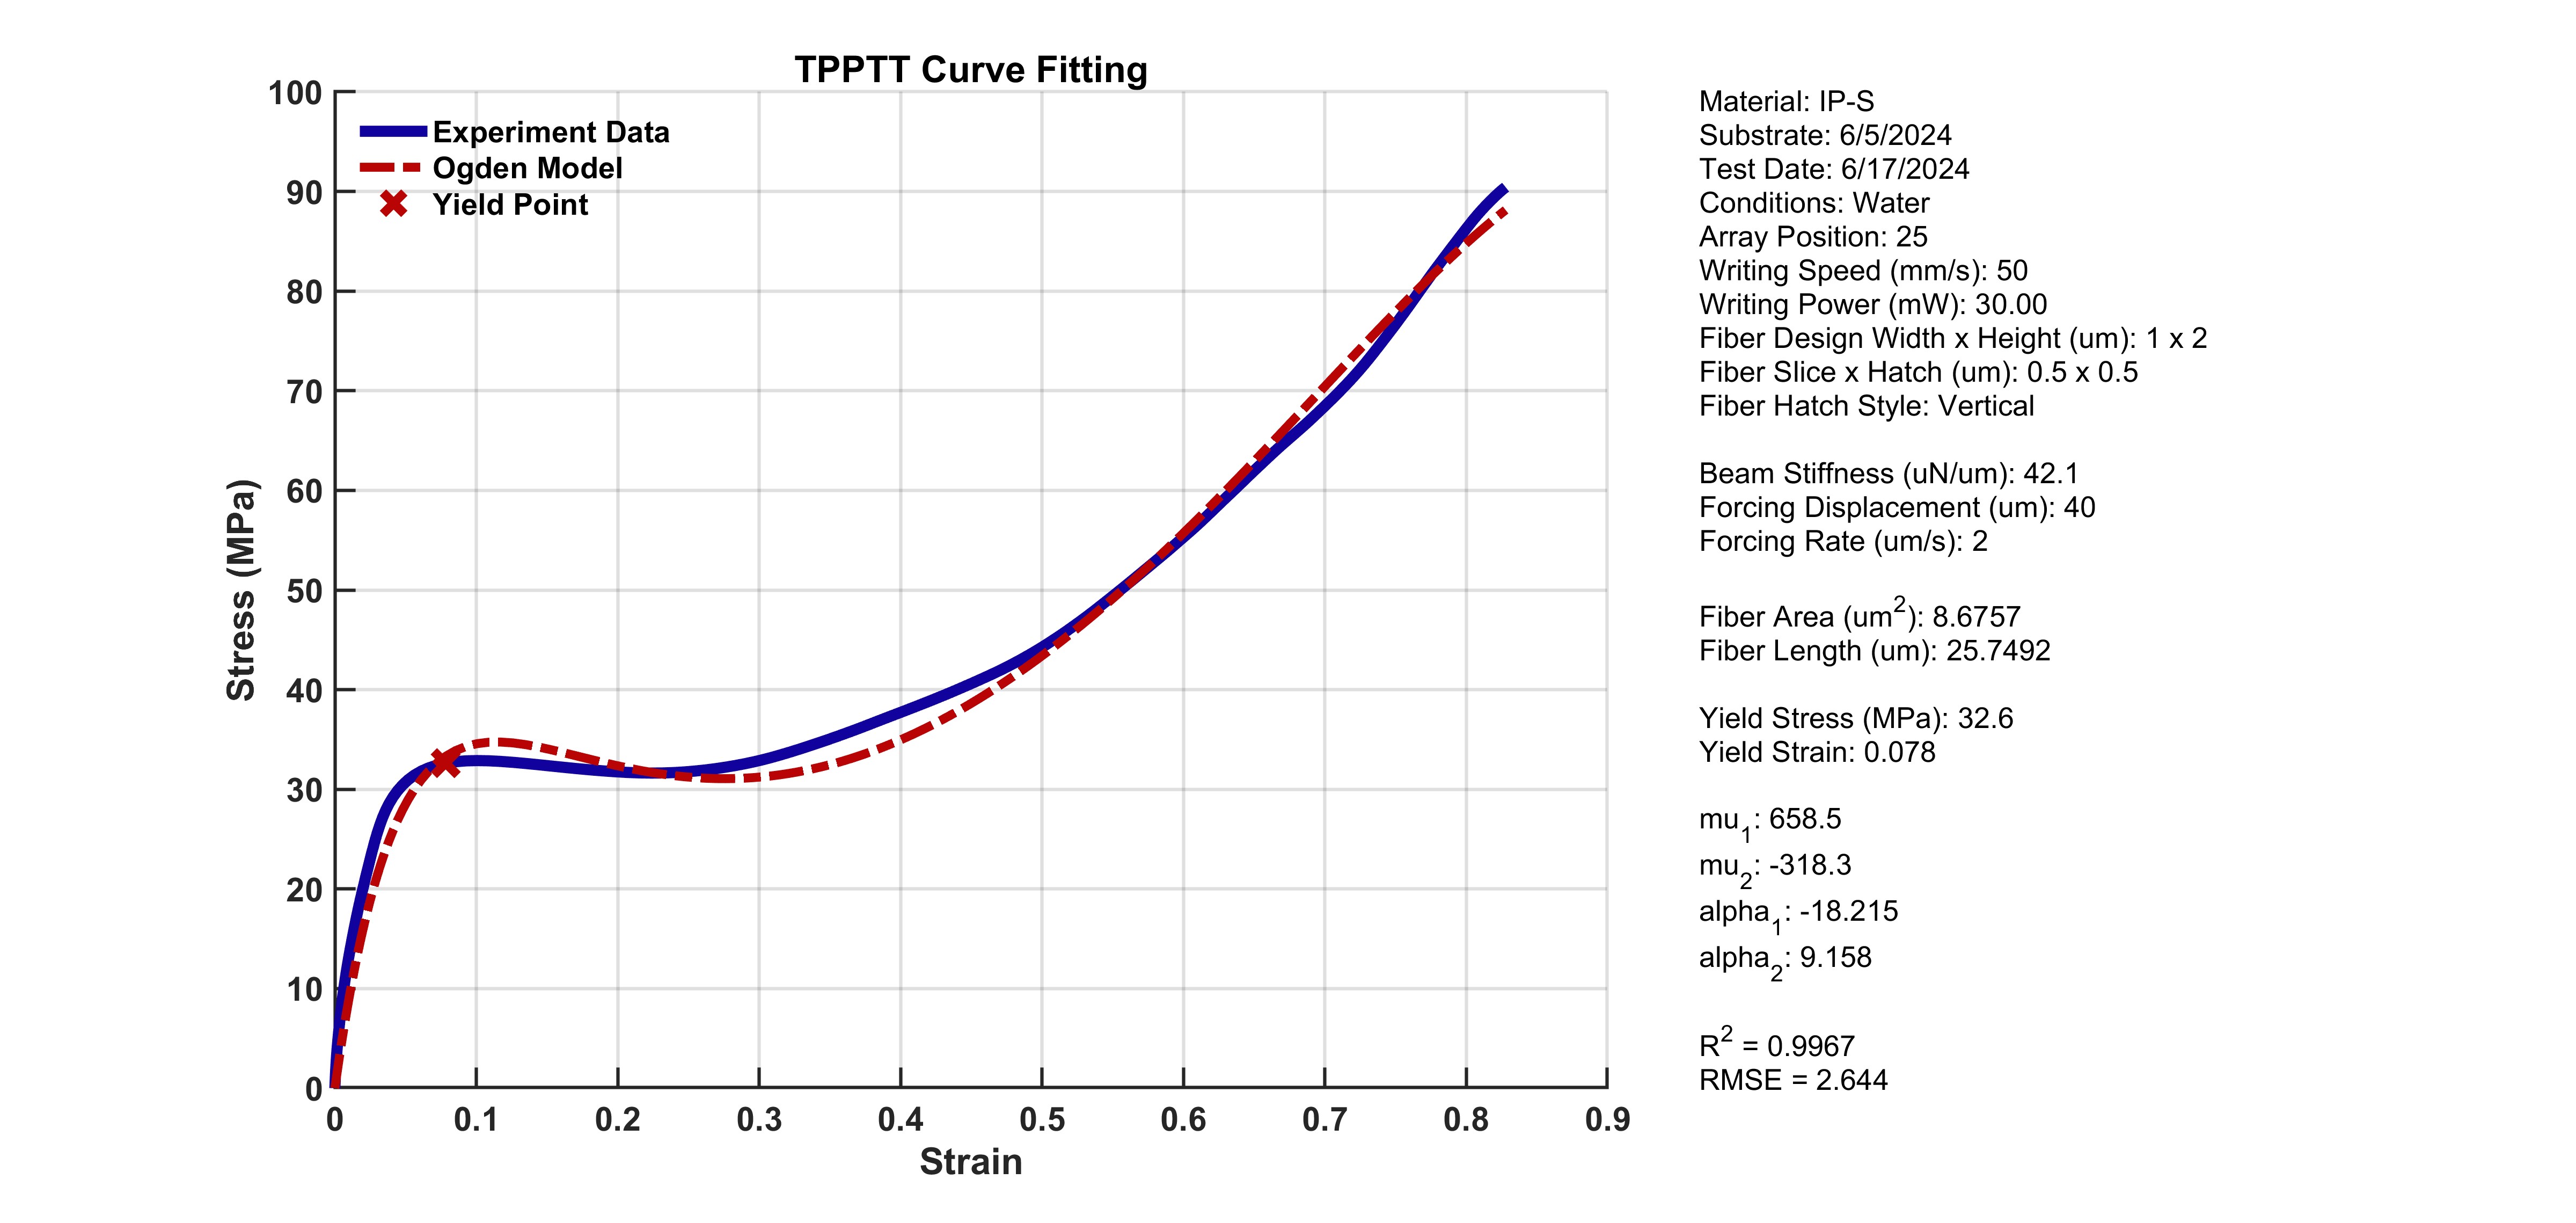 TPPTT Curve Fitting
100
90
80
70
60
50
40
30
20
10
0
Stress (MPa)
Experiment Data
Ogden Model
Yield Point
0 0.1 0.2 0.3 0.4 0.5 0.6 0.7 0.8 0.9
Strain
Material: IP-S
Substrate: 6/5/2024
Test Date: 6/17/2024
Conditions: Water
Array Position: 25
Writing Speed (mm/s): 50
Writing Power (mW): 30.00
Fiber Design Width x Height (um): 1 x 2
Fiber Slice x Hatch (um): 0.5 x 0.5
Fiber Hatch Style: Vertical
Beam Stiffness (uN/um): 42.1
Forcing Displacement (um): 40
Forcing Rate (um/s): 2
Fiber Area (um²): 8.6757
Fiber Length (um): 25.7492
Yield Stress (MPa): 32.6
Yield Strain: 0.078
mu₁: 658.5
mu₂: -318.3
alpha₁: -18.215
alpha₂: 9.158
R² = 0.9967
RMSE = 2.644